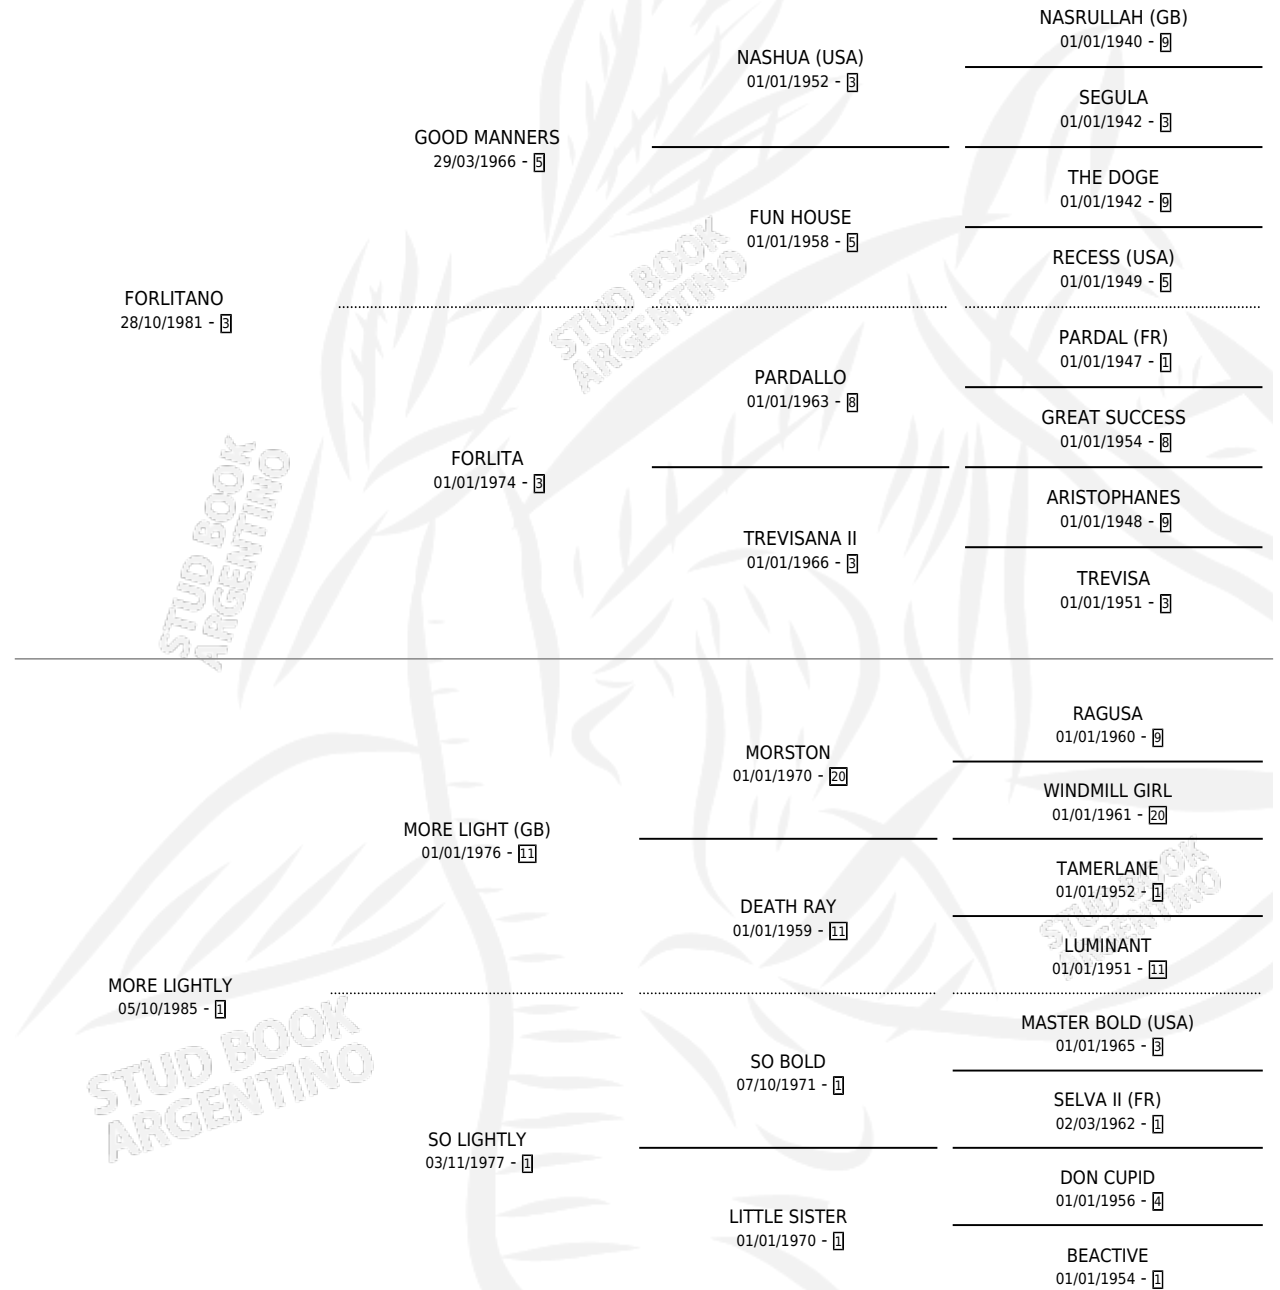 NASRULLAH (GB)
01/01/1940 - 9
NASHUA (USA)
01/01/1952 - 3
SEGULA
01/01/1942 - 3
GOOD MANNERS
29/03/1966 - 5
THE DOGE
01/01/1942 - 9
FUN HOUSE
01/01/1958 - 5
RECESS (USA)
01/01/1949 - 5
FORLITANO
28/10/1981 - 3
PARDAL (FR)
01/01/1947 - 1
PARDALLO
01/01/1963 - 8
GREAT SUCCESS
01/01/1954 - 8
FORLITA
01/01/1974 - 3
ARISTOPHANES
01/01/1948 - 9
TREVISANA II
01/01/1966 - 3
TREVISA
01/01/1951 - 3
RAGUSA
01/01/1960 - 9
MORSTON
01/01/1970 - 20
WINDMILL GIRL
01/01/1961 - 20
MORE LIGHT (GB)
01/01/1976 - 11
TAMERLANE
01/01/1952 - 1
DEATH RAY
01/01/1959 - 11
LUMINANT
01/01/1951 - 11
MORE LIGHTLY
05/10/1985 - 1
MASTER BOLD (USA)
01/01/1965 - 3
SO BOLD
07/10/1971 - 1
SELVA II (FR)
02/03/1962 - 1
SO LIGHTLY
03/11/1977 - 1
DON CUPID
01/01/1956 - 4
LITTLE SISTER
01/01/1970 - 1
BEACTIVE
01/01/1954 - 1
STUD BOOK
ARGENTINO
STUD BOOK
ARGENTINO
STUD BOOK
ARGENTINO
STUD BOOK
ARGENTINO